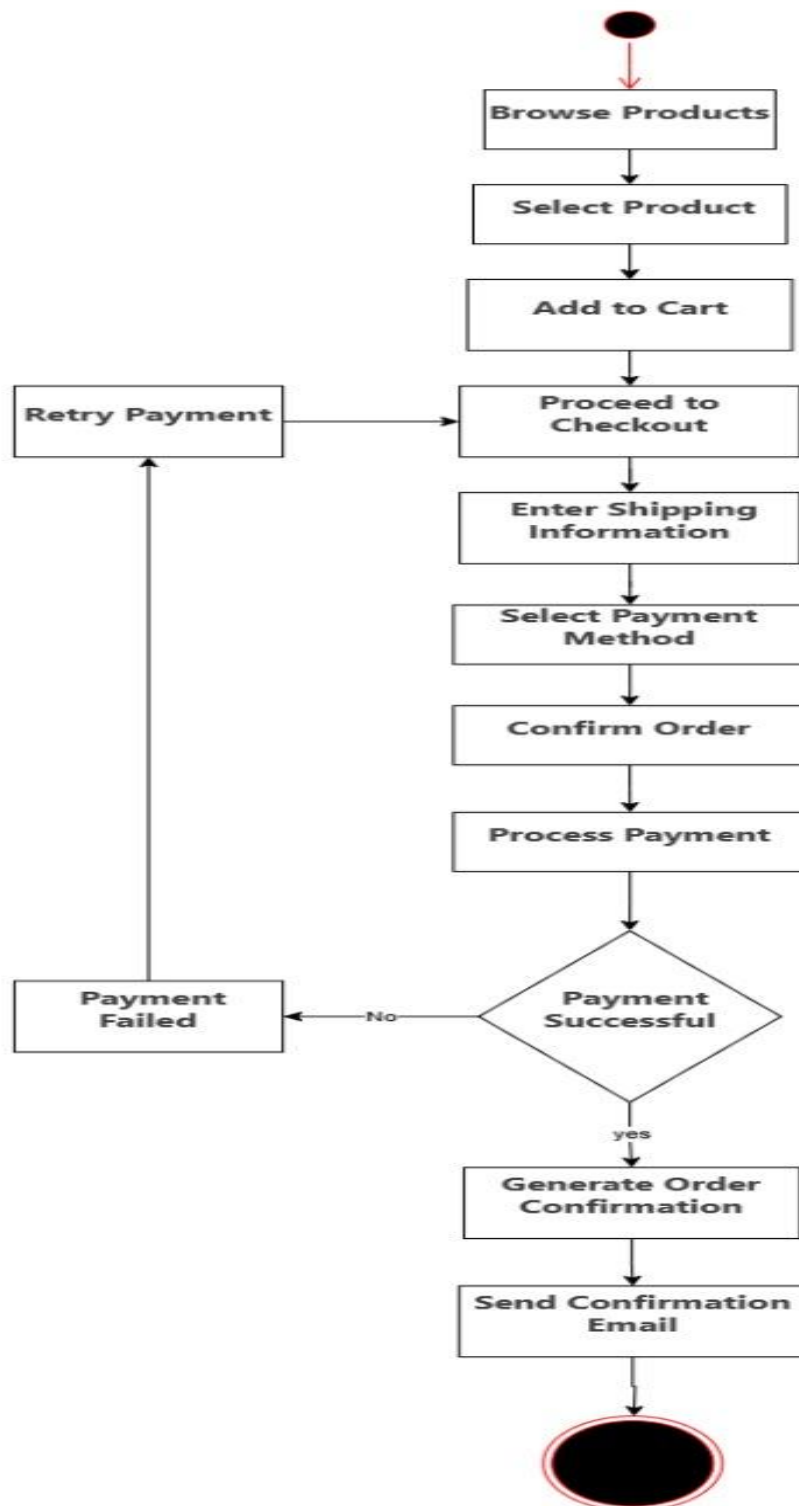 Browse Products
Select Product
Add to Cart
Retry Payment
Proceed to
Checkout
Enter Shipping
Information
Select Payment
Method
Confirm Order
Process Payment
Payment
Successful
No
Payment
Failed
yes
Generate Order
Confirmation
Send Confirmation
Email